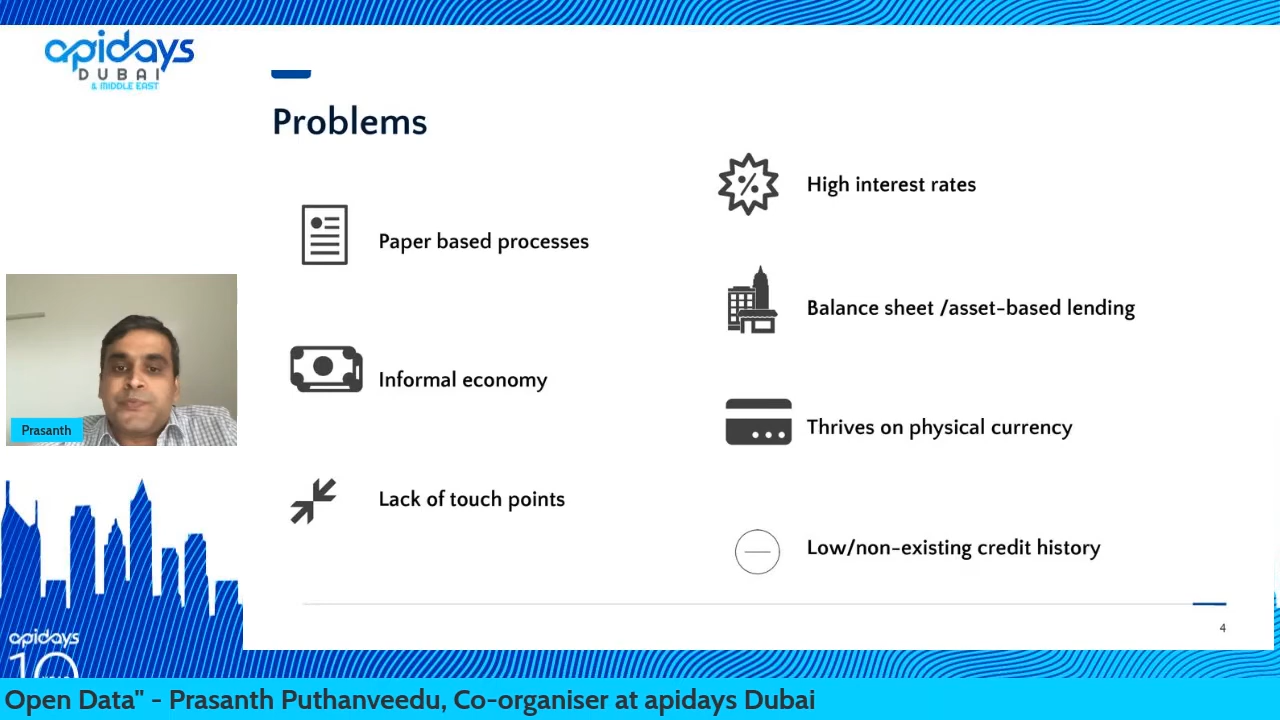 apidays
DUBAI
& MIDDLE EAST
Problems
Paper based processes
Informal economy
Lack of touch points
High interest rates
Balance sheet /asset-based lending
Thrives on physical currency
Low/non-existing credit history
4
Prasanth
apidays
10
Open Data" - Prasanth Puthanveedu, Co-organiser at apidays Dubai